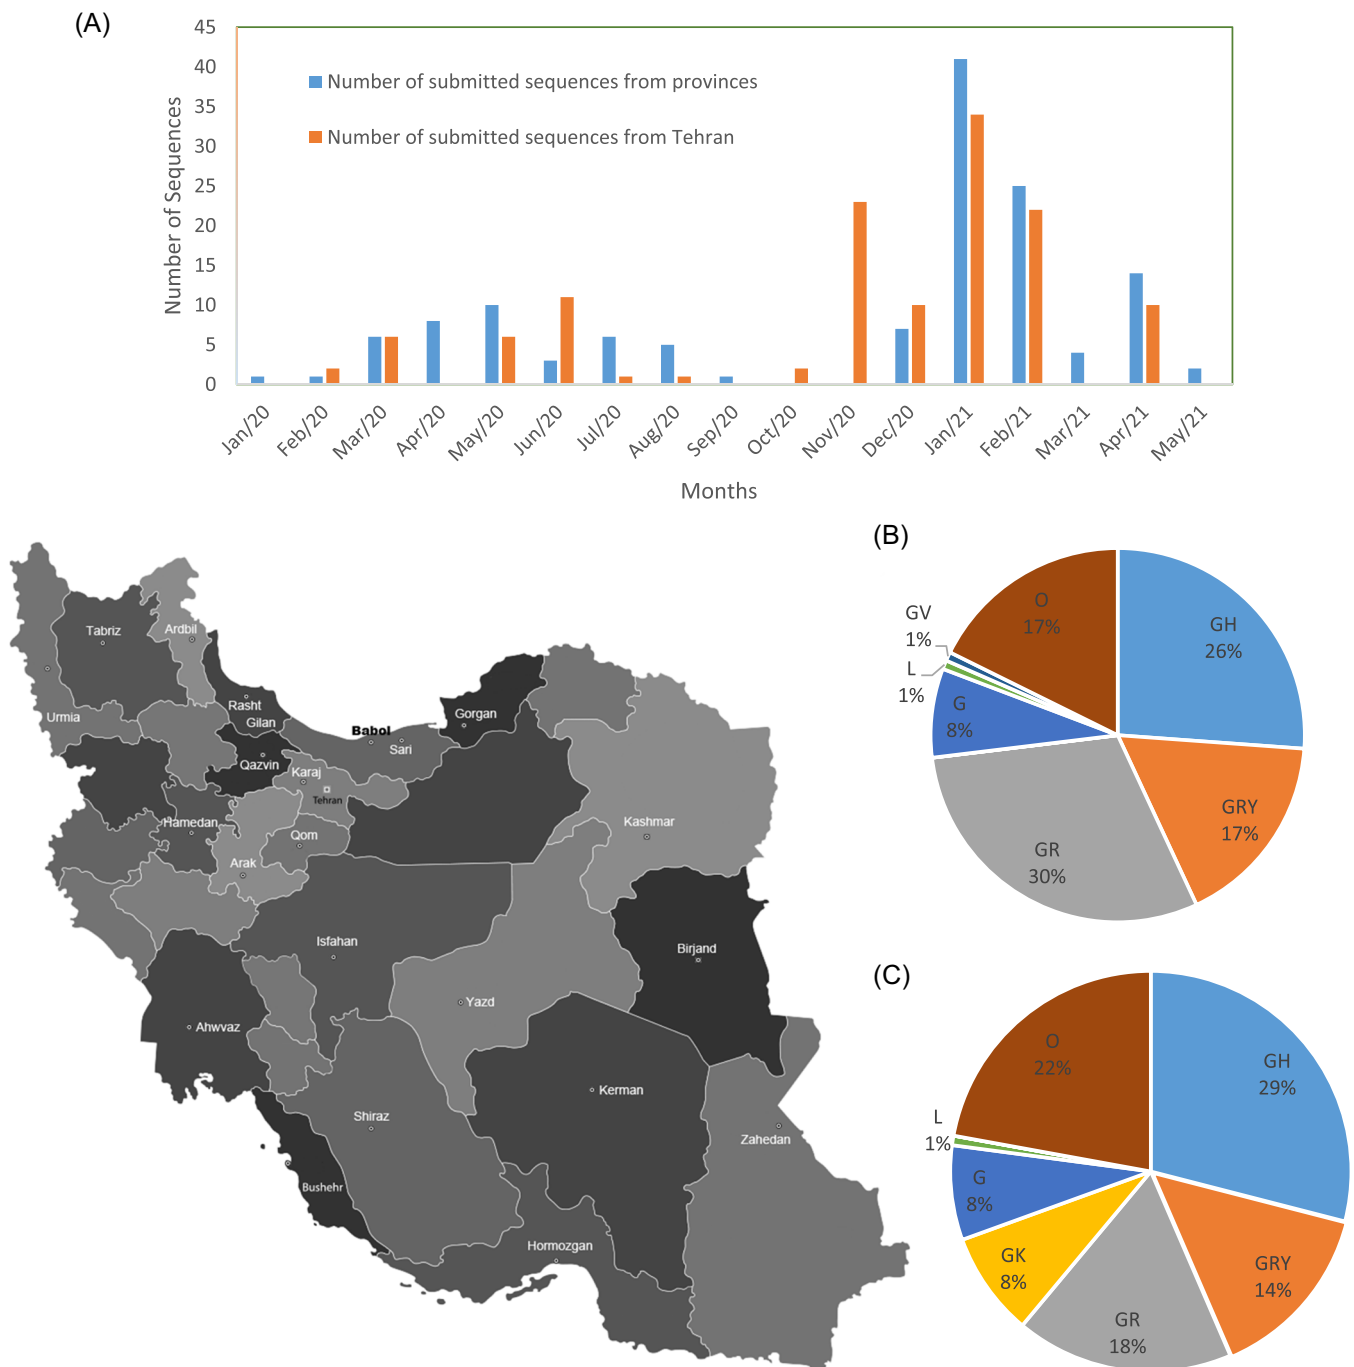 (A)
45
40
35
30
25
20
15
10
5
0
Number of Sequences
Number of submitted sequences from provinces
Number of submitted sequences from Tehran
Jan/20
Feb/20
Mar/20
Apr/20
May/20
Jun/20
Jul/20
Aug/20
Sep/20
Oct/20
Nov/20
Dec/20
Jan/21
Feb/21
Mar/21
Apr/21
May/21
Months
Tabriz
Ardbil
Urmia
Rasht
Gilan
Babol
Sari
Gorgan
Qazvin
Karaj
Tehran
Hamedan
Qom
Arak
Kashmar
Isfahan
Birjand
Yazd
Ahwvaz
Kerman
Shiraz
Zahedan
Bushehr
Hormozgan
(B)
O
17%
GH
26%
GV
1%
L
1%
G
8%
GRY
17%
GR
30%
(C)
O
22%
GH
29%
L
1%
G
8%
GK
8%
GRY
14%
GR
18%